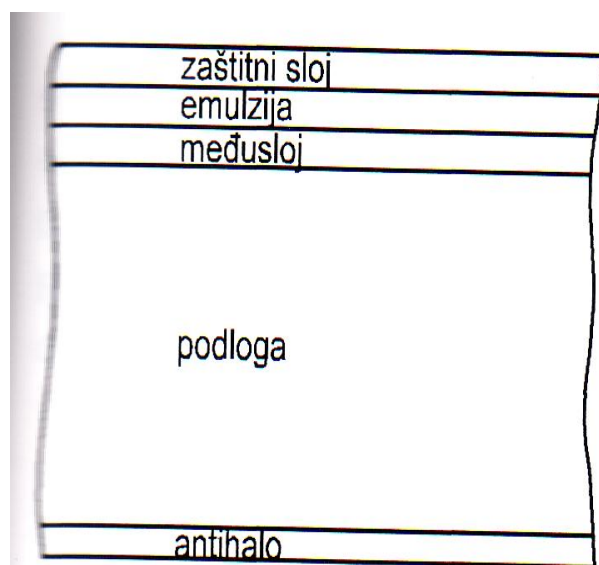 zaštitni sloj
emulzija
međusloj
podloga
antihalo